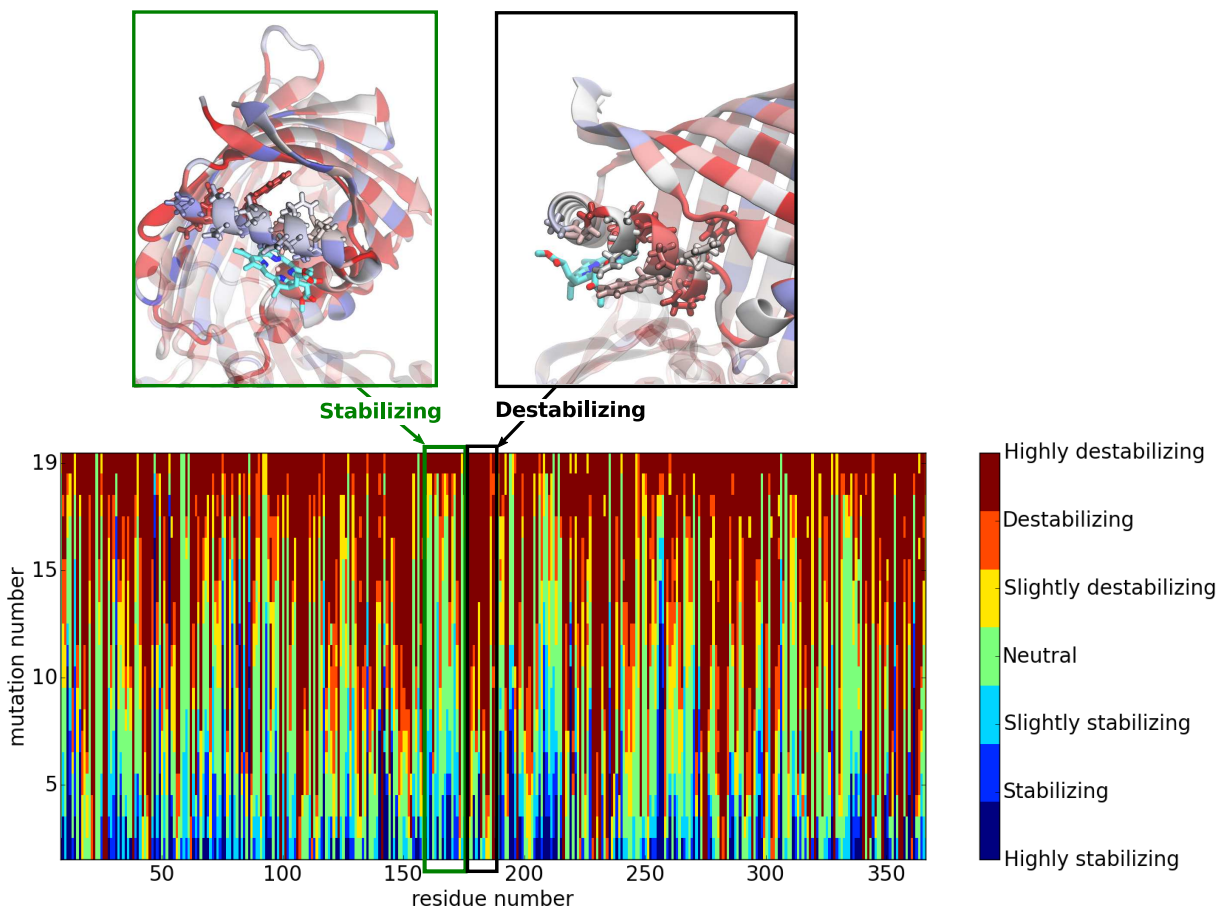 Stabilizing
Destabilizing
19
15
10
5
mutation number
50
100
150
200
250
300
350
residue number
Highly destabilizing
Destabilizing
Slightly destabilizing
Neutral
Slightly stabilizing
Stabilizing
Highly stabilizing